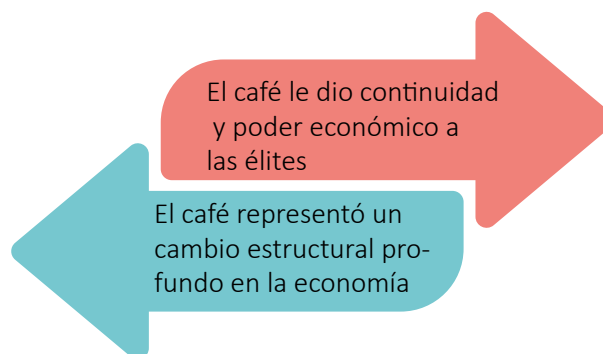 El café le dio continuidad
y poder económico a
las élites
El café representó un
cambio estructural pro-
fundo en la economía